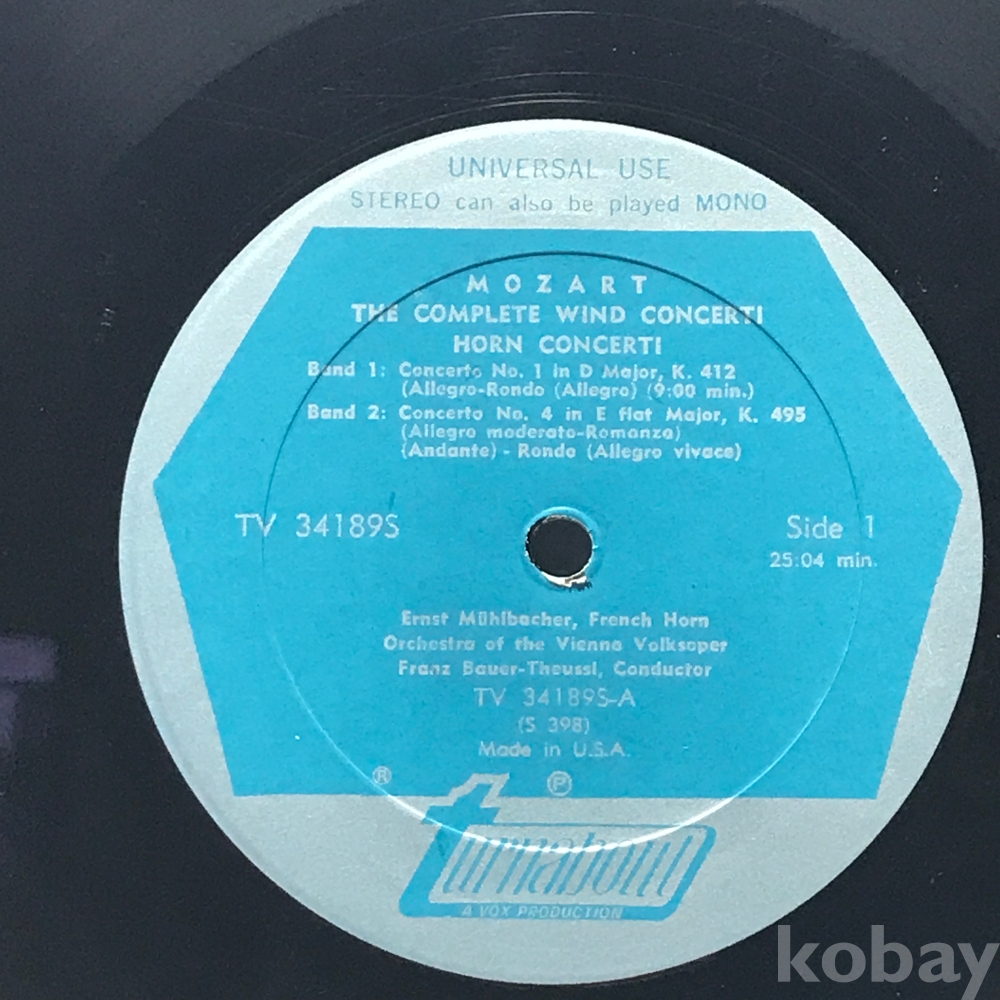 UNIVERSAL USE
STEREO can also be played MONO
MOZART
THE COMPLETE WIND CONCERTI
HORN CONCERTI
Band 1: Concerto No. 1 in D Major, K. 412
(Allegro-Rondo (Allegro) (9:00 min.)
Band 2: Concerto No. 4 in E flat Major, K. 495
(Allegro moderato-Romanza)
(Andante) - Rondo (Allegro vivace)
TV 34189S
Side 1
25:04 min.
Ernst Mühlbacher, French Horn
Orchestra of the Vienna Volksoper
Franz Bauer-Theussl, Conductor
TV 34189S-A
(S 398)
Made in U.S.A.
® ℗
turnabout
A VOX PRODUCTION
kobay